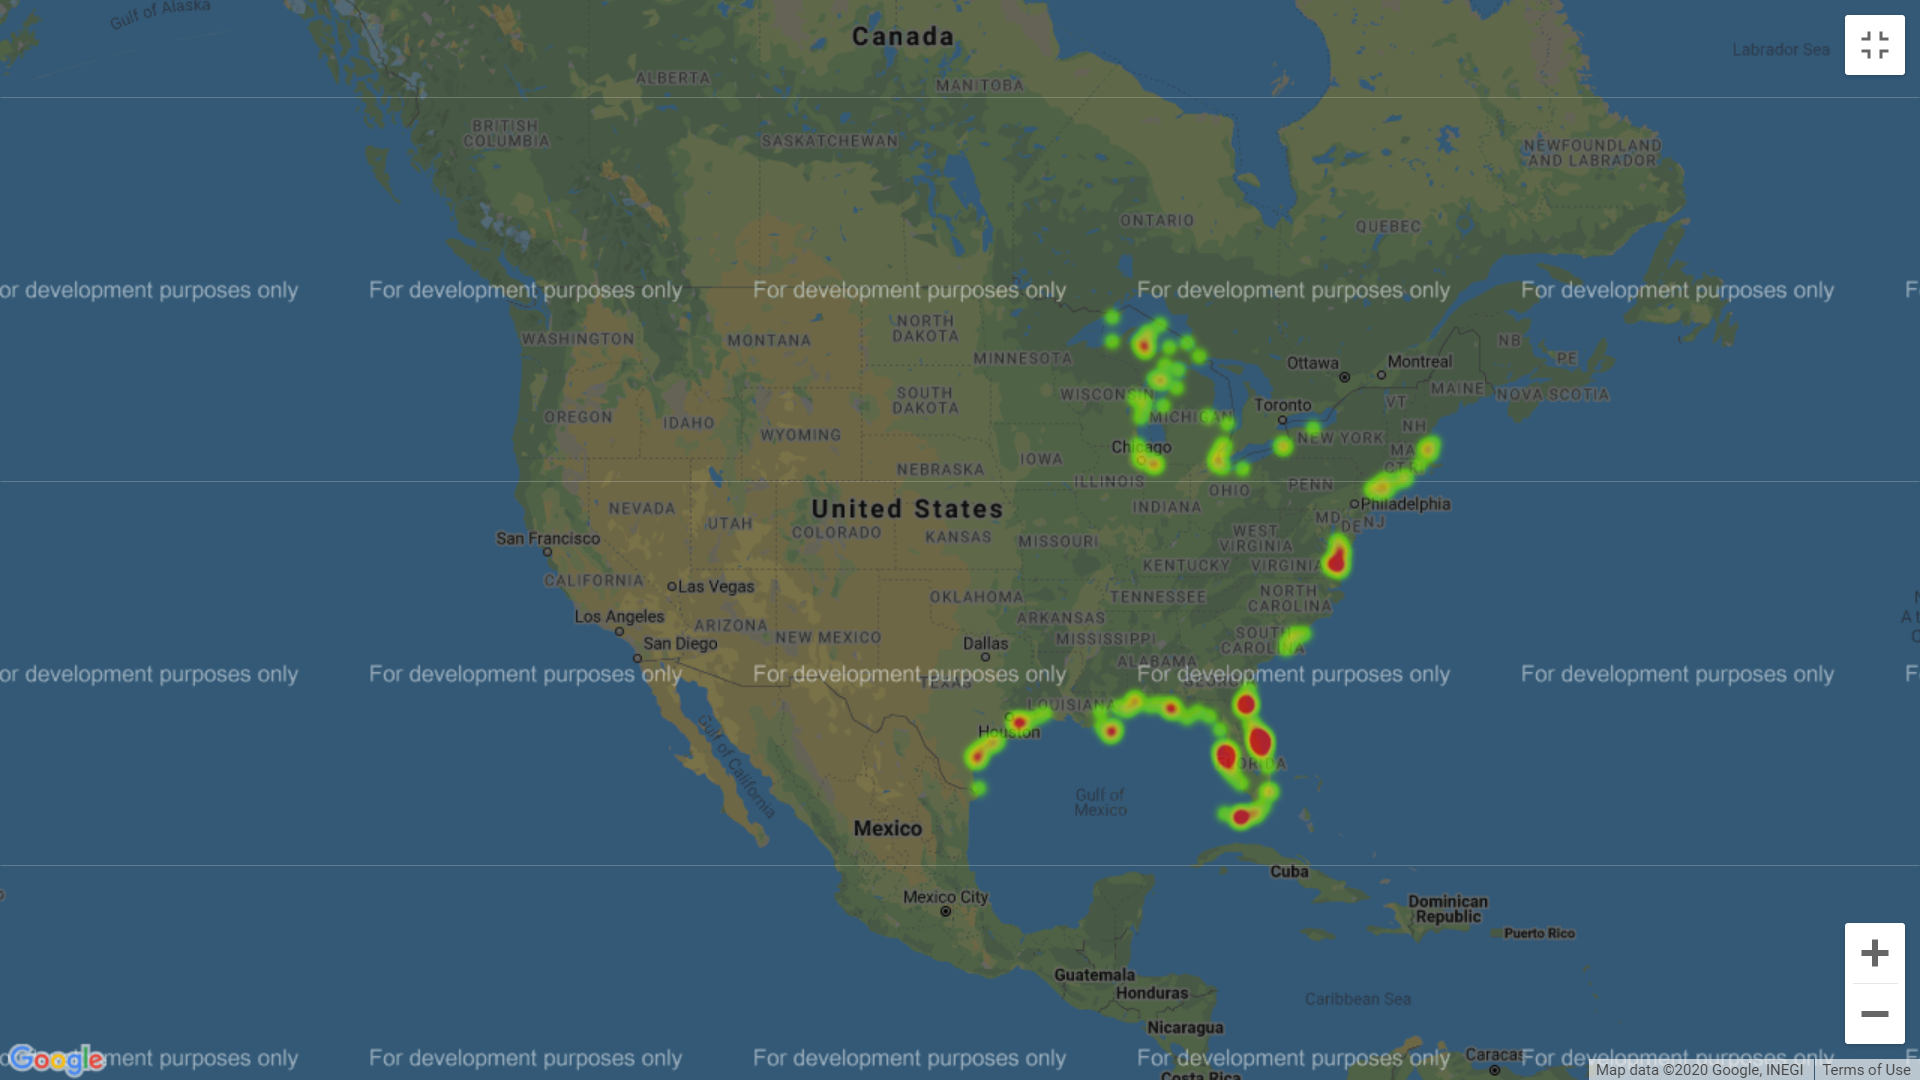 Gulf of Alaska
Canada
Labrador Sea
ALBERTA
MANITOBA
BRITISH
COLUMBIA
SASKATCHEWAN
NEWFOUNDLAND
AND LABRADOR
ONTARIO
QUEBEC
or development purposes only
For development purposes only
For development purposes only
For development purposes only
For development purposes only
F
WASHINGTON
MONTANA
NORTH
DAKOTA
MINNESOTA
Ottawa
Montreal
NB
PE
SOUTH
DAKOTA
WISCONSIN
MAINE
NOVA SCOTIA
VT
Toronto
OREGON
IDAHO
WYOMING
MICHIGAN
NH
NEW YORK
Chicago
MA
CT RI
IOWA
NEBRASKA
ILLINOIS
OHIO
PENN
NEVADA
United States
INDIANA
Philadelphia
UTAH
COLORADO
KANSAS
MISSOURI
WEST
VIRGINIA
MD
DE
NJ
San Francisco
KENTUCKY
VIRGINIA
CALIFORNIA
Las Vegas
OKLAHOMA
TENNESSEE
NORTH
CAROLINA
Los Angeles
ARIZONA
NEW MEXICO
ARKANSAS
MISSISSIPPI
SOUTH
CAROLINA
San Diego
Dallas
ALABAMA
or development purposes only
For development purposes only
For development purposes only
For development purposes only
For development purposes only
F
TEXAS
GEORGIA
LOUISIANA
Houston
Gulf of California
FLORIDA
Gulf of
Mexico
Mexico
Cuba
Mexico City
Dominican
Republic
Puerto Rico
Guatemala
Honduras
Caribbean Sea
Nicaragua
Google
or development purposes only
For development purposes only
For development purposes only
For development purposes only
For development purposes only
F
Caracas
Costa Rica
Map data ©2020 Google, INEGI
Terms of Use